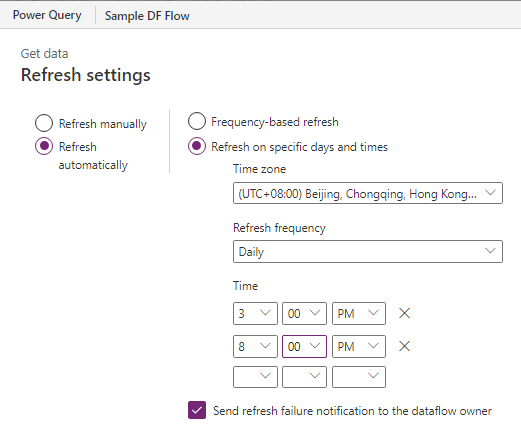 Power Query Sample DF Flow
Get data
Refresh settings
Refresh manually
Refresh
automatically
Frequency-based refresh
Refresh on specific days and times
Time zone
(UTC+08:00) Beijing, Chongqing, Hong Kong...
Refresh frequency
Daily
Time
3 00 PM
8 00 PM
Send refresh failure notification to the dataflow owner